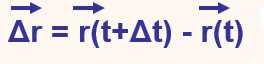 Δr⃗ = r⃗(t+Δt) - r⃗(t)